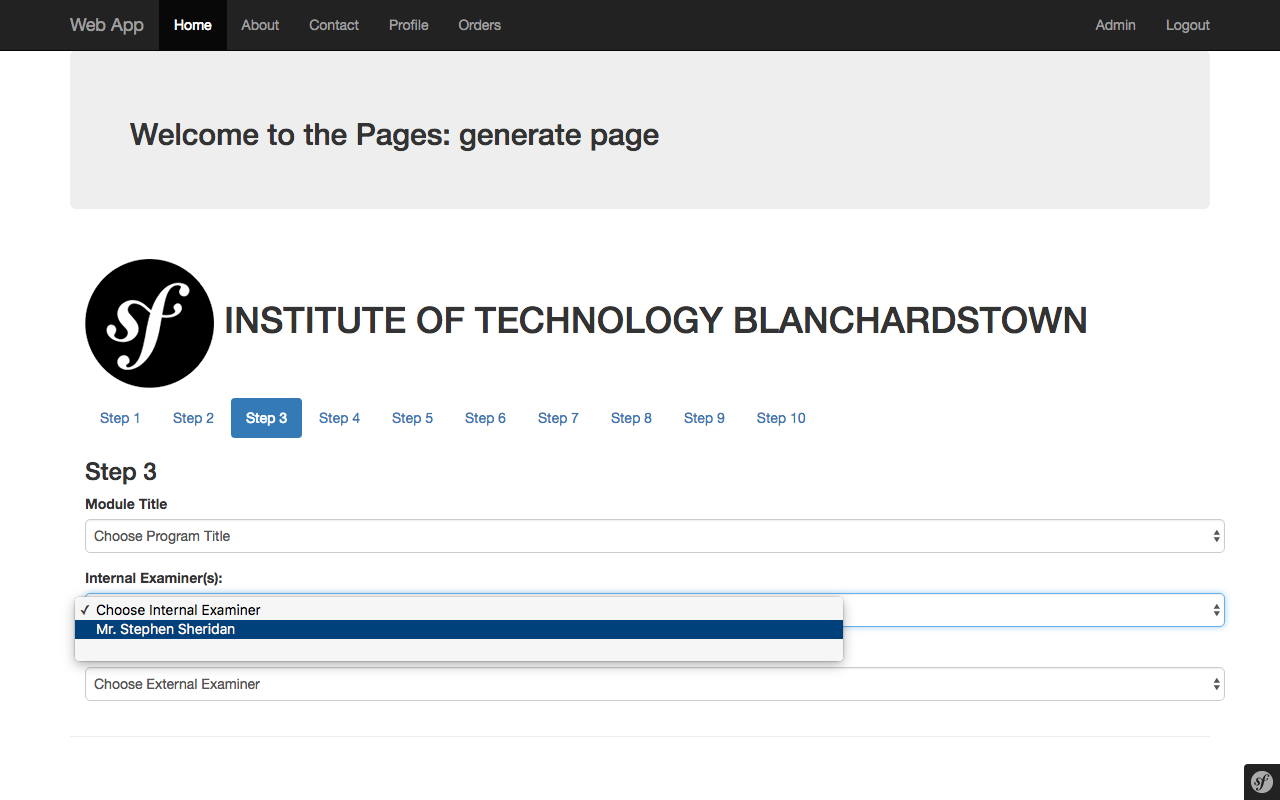 Web App Home About Contact Profile Orders Admin Logout
Welcome to the Pages: generate page
sf INSTITUTE OF TECHNOLOGY BLANCHARDSTOWN
Step 1 Step 2 Step 3 Step 4 Step 5 Step 6 Step 7 Step 8 Step 9 Step 10
Step 3
Module Title
Choose Program Title
Internal Examiner(s):
✓ Choose Internal Examiner
Mr. Stephen Sheridan
Choose External Examiner
sf